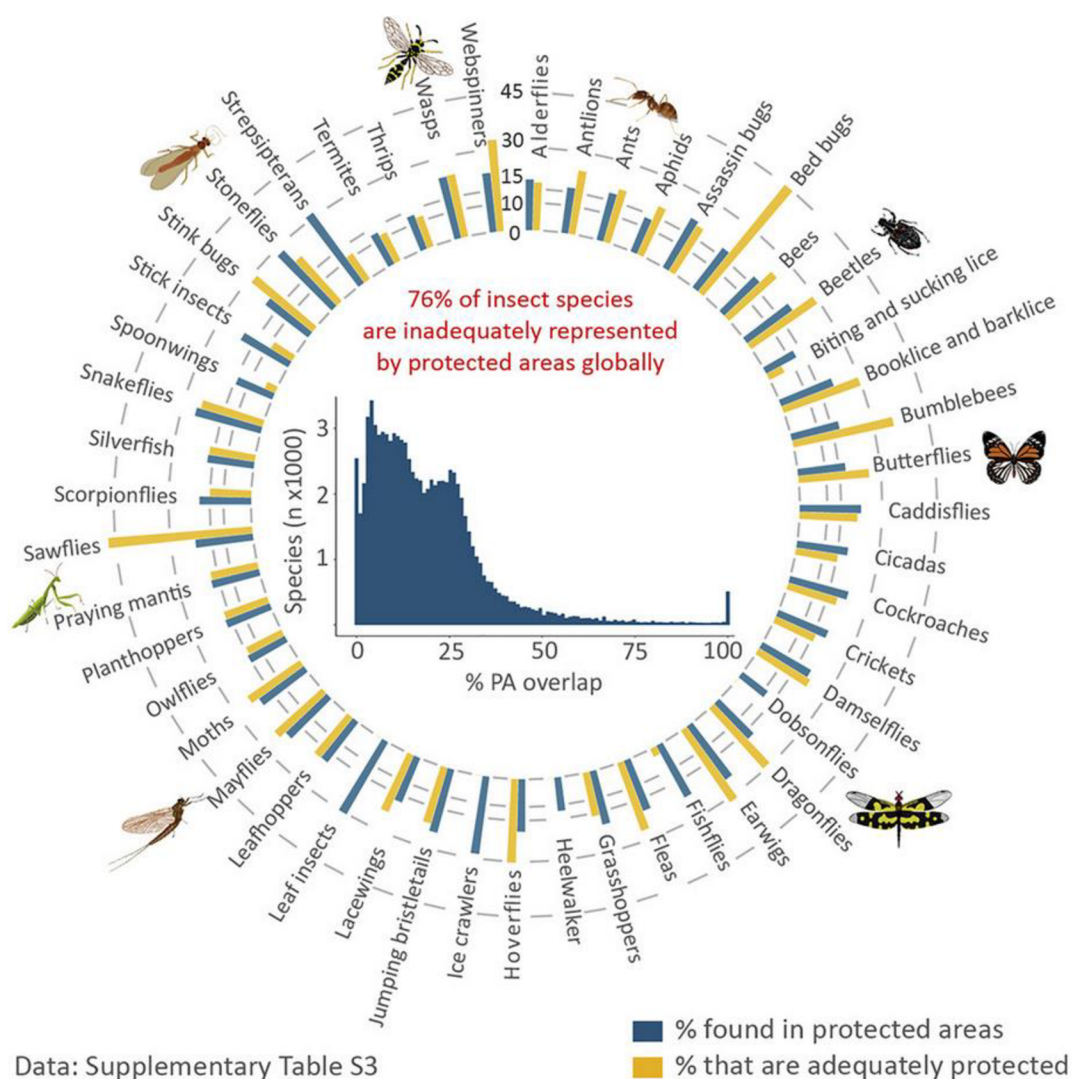 45
30
15
10
0
Alderflies
Antlions
Ants
Aphids
Assassin bugs
Bed bugs
Bees
Beetles
Biting and sucking lice
Booklice and barklice
Bumblebees
Butterflies
Caddisflies
Cicadas
Cockroaches
Crickets
Damselflies
Dobsonflies
Dragonflies
Earwigs
Fishflies
Fleas
Grasshoppers
Heelwalker
Hoverflies
Ice crawlers
Jumping bristletails
Lacewings
Leaf insects
Leafhoppers
Mayflies
Moths
Owlflies
Planthoppers
Praying mantis
Sawflies
Scorpionflies
Silverfish
Snakeflies
Spoonwings
Stick insects
Stink bugs
Stoneflies
Strepsipterans
Termites
Thrips
Wasps
Webspinners
76% of insect species
are inadequately represented
by protected areas globally
Species (n x1000)
3
2
1
0
25
50
75
100
% PA overlap
% found in protected areas
% that are adequately protected
Data: Supplementary Table S3